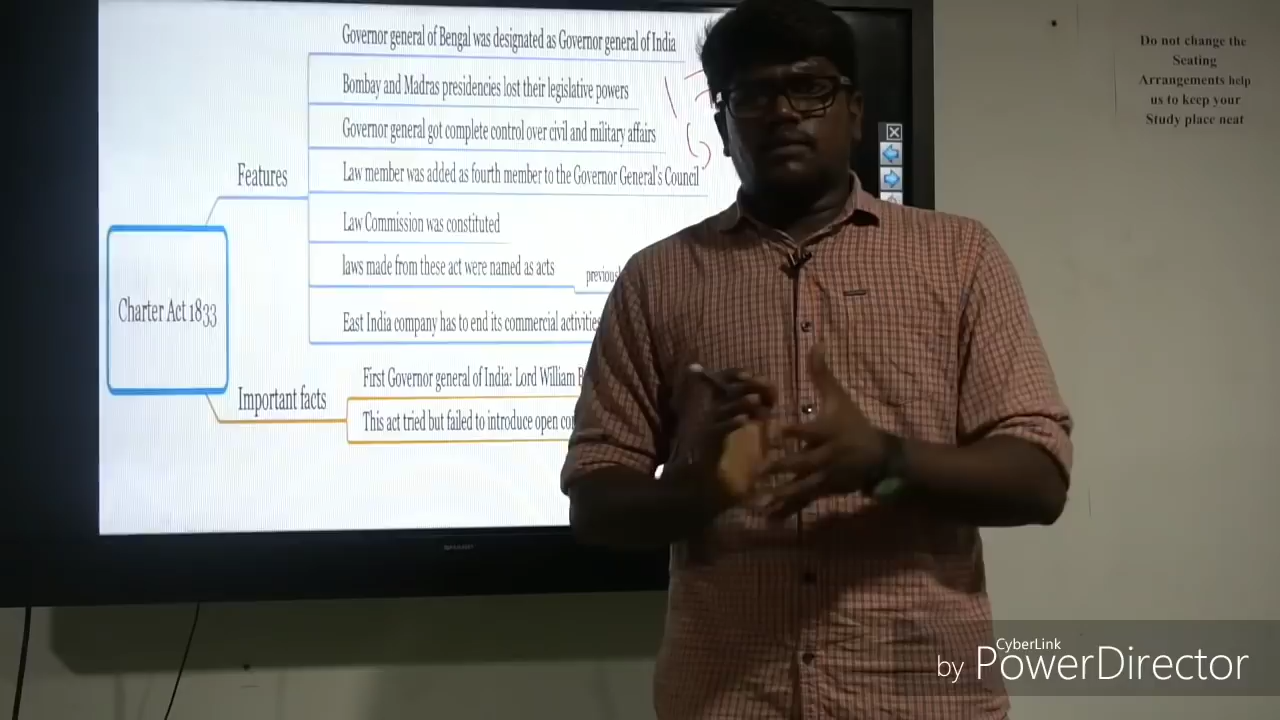 Governor general of Bengal was designated as Governor general of India
Bombay and Madras presidencies lost their legislative powers
Governor general got complete control over civil and military affairs
Features
Law member was added as fourth member to the Governor General's Council
Law Commission was constituted
laws made from these act were named as acts
East India company has to end its commercial activities
Charter Act 1833
Important facts
First Governor general of India: Lord William
This act tried but failed to introduce open
SHARP
Do not change the
Seating
Arrangements help
us to keep your
Study place neat
CyberLink
by PowerDirector